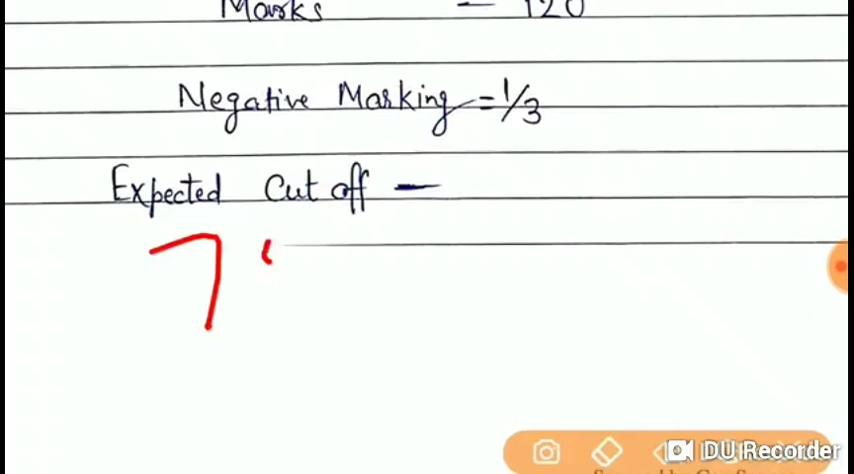 Marks — 120
Negative Marking = 1/3
Expected Cut off —
7
DU Recorder